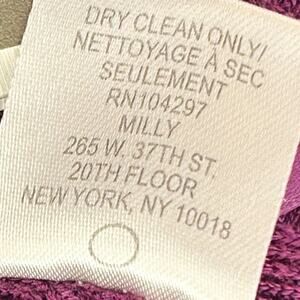 DRY CLEAN ONLY/
NETTOYAGE À SEC
SEULEMENT
RN104297
MILLY
265 W. 37TH ST.
20TH FLOOR
NEW YORK, NY 10018